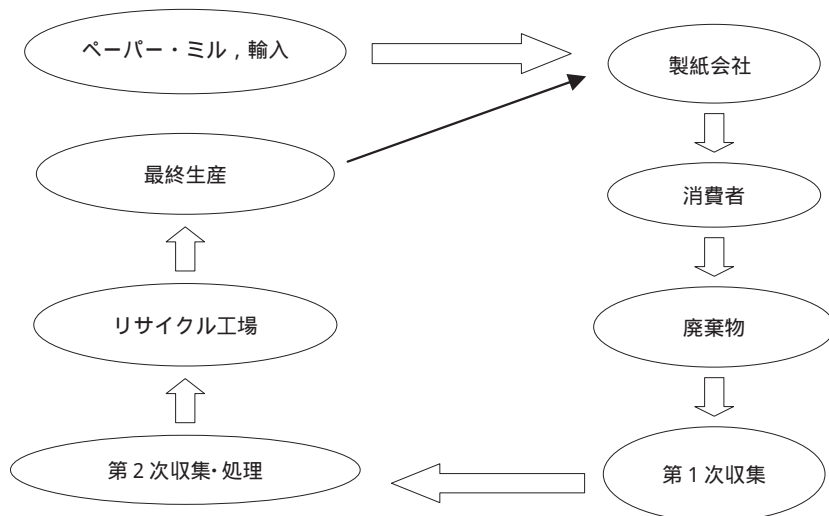 ペーパー・ミル，輸入
製紙会社
最終生産
消費者
リサイクル工場
廃棄物
第２次収集・処理
第１次収集